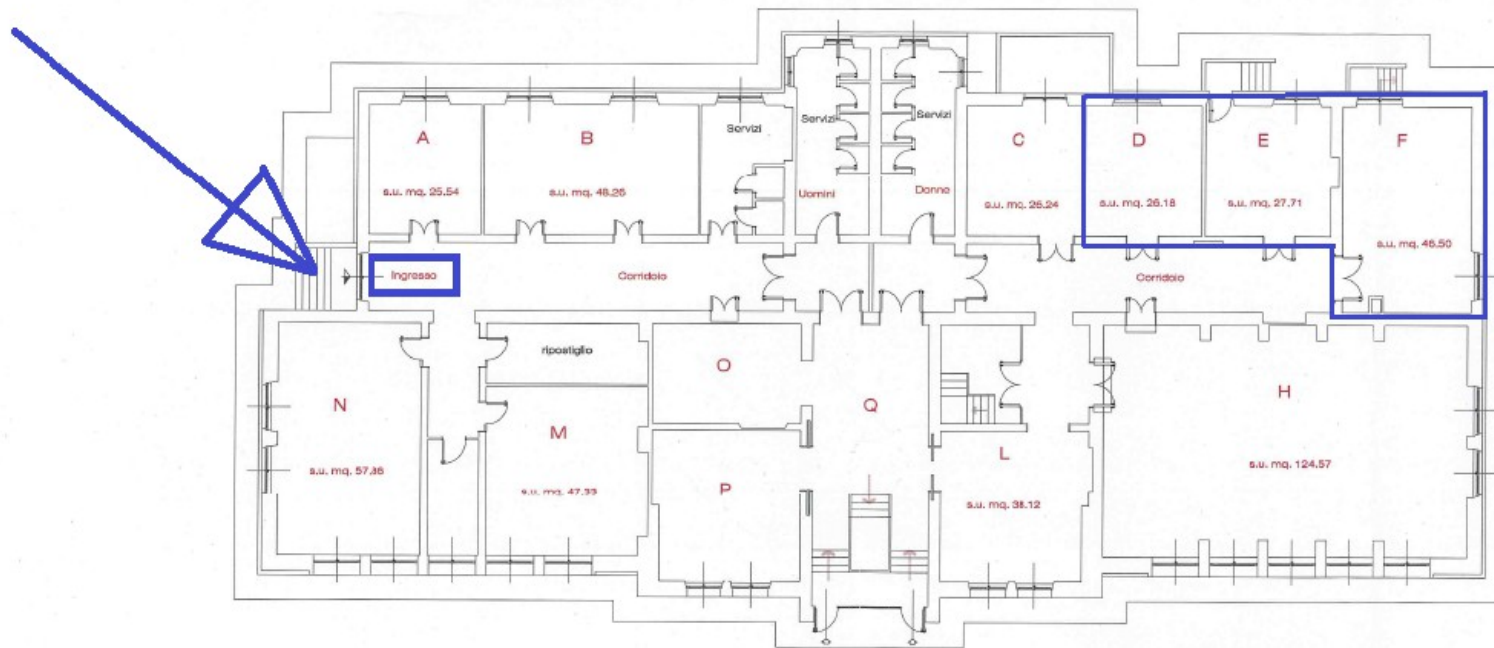 A
B
Servizi
Servizi
Servizi
C
D
E
F
s.u. mq. 25.54
s.u. mq. 48.26
Uomini
Donne
s.u. mq. 26.24
s.u. mq. 26.18
s.u. mq. 27.71
s.u. mq. 46.50
Ingresso
Corridoio
Corridoio
ripostiglio
N
O
Q
H
M
P
L
s.u. mq. 57.86
s.u. mq. 47.33
s.u. mq. 38.12
s.u. mq. 124.57